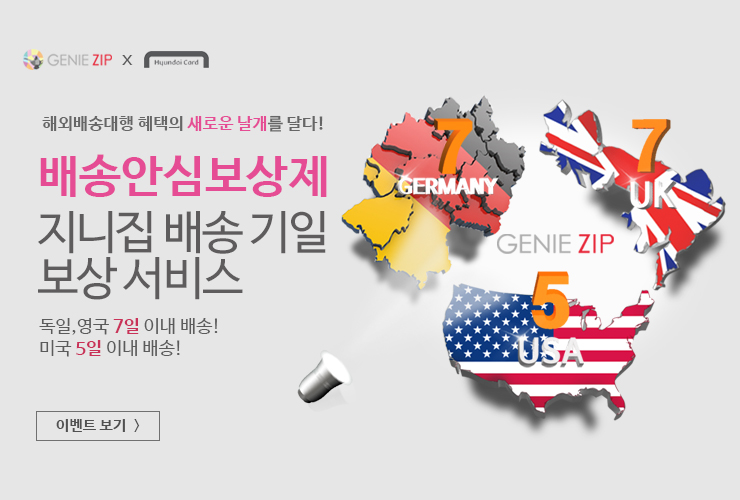 GENIE ZIP X Hyundai Card
해외배송대행 혜택의 새로운 날개를 달다!
배송안심보상제
지니집 배송 기일
보상 서비스
독일,영국 7일 이내 배송!
미국 5일 이내 배송!
이벤트 보기 〉
7
GERMANY
7
UK
GENIE ZIP
5
USA